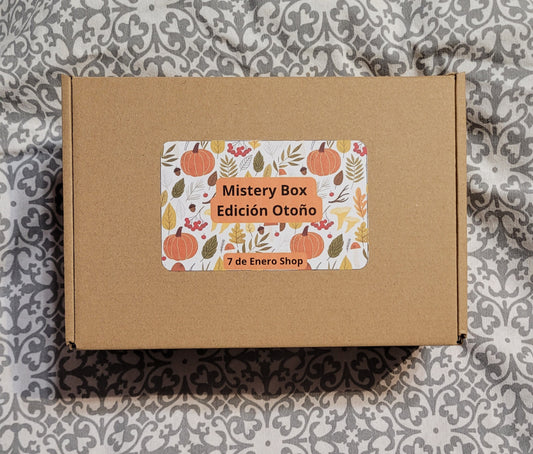 Mistery Box
Edición Otoño
7 de Enero Shop